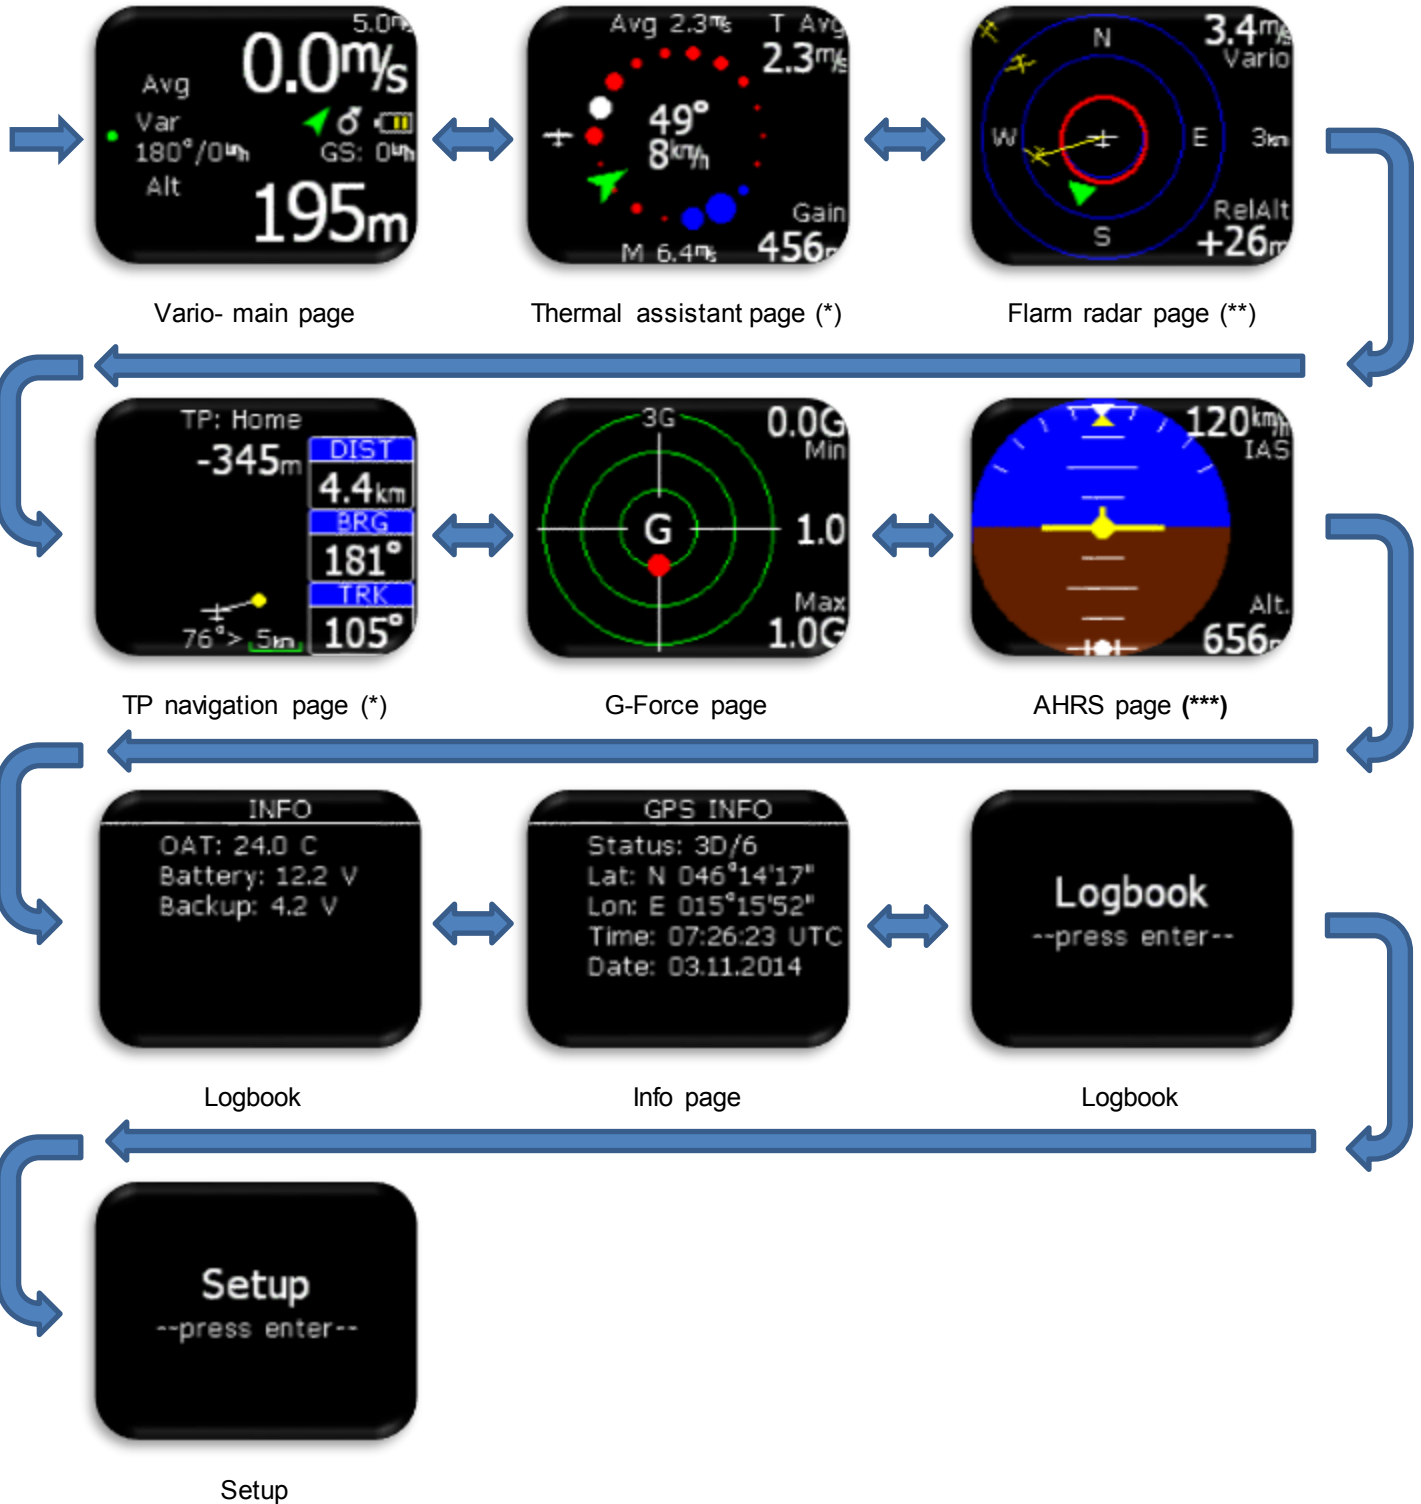 5.0m/s
0.0m/s
Avg
Var
180°/0km/h
GS: 0km/h
Alt
195m
Avg 2.3m/s
T Avg
2.3m/s
49°
8km/h
Gain
456m
M 6.4m/s
N
3.4m/s
Vario
W
E
3km
RelAlt
S
+26m
Vario- main page
Thermal assistant page (*)
Flarm radar page (**)
TP: Home
-345m
DIST
4.4km
BRG
181°
TRK
76°> 5km
105°
3G
0.0G
Min
G
1.0
Max
1.0G
120km/h
IAS
Alt.
656m
TP navigation page (*)
G-Force page
AHRS page (***)
INFO
OAT: 24.0 C
Battery: 12.2 V
Backup: 4.2 V
GPS INFO
Status: 3D/6
Lat: N 046°14'17"
Lon: E 015°15'52"
Time: 07:26:23 UTC
Date: 03.11.2014
Logbook
--press enter--
Logbook
Info page
Logbook
Setup
--press enter--
Setup